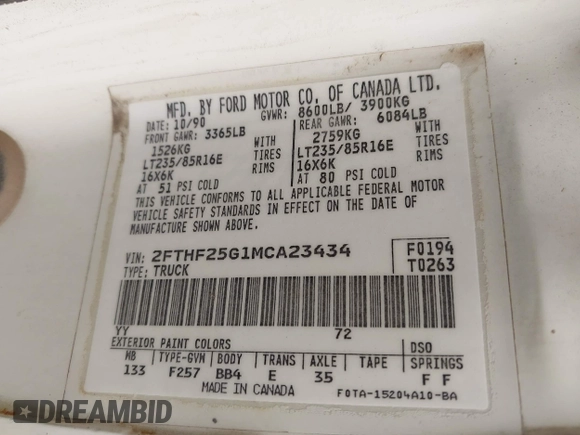 MFD. BY FORD MOTOR CO. OF CANADA LTD.
DATE: 10/90 GVWR: 8600LB/ 3900KG
FRONT GAWR: 3365LB REAR GAWR: 6084LB
1526KG WITH 2759KG WITH
LT235/85R16E TIRES LT235/85R16E TIRES
16X6K RIMS 16X6K RIMS
AT 51 PSI COLD AT 80 PSI COLD
THIS VEHICLE CONFORMS TO ALL APPLICABLE FEDERAL MOTOR
VEHICLE SAFETY STANDARDS IN EFFECT ON THE DATE OF
MANUFACTURE SHOWN ABOVE.
VIN: 2FTHF25G1MCA23434 F0194
TYPE: TRUCK T0263
YY 72
EXTERIOR PAINT COLORS DSO
WB TYPE-GVM BODY TRANS AXLE TAPE SPRINGS
133 F257 BB4 E 35 F F
MADE IN CANADA F0TA-15204A10-BA
DREAMBID